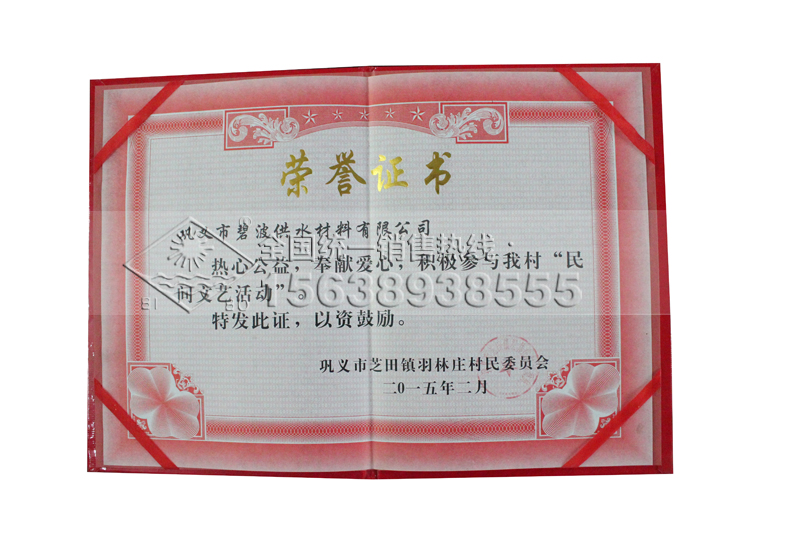 荣誉证书
巩义市碧波供水材料有限公司
全国统一销售热线:
热心公益，奉献爱心，积极参与我村“民
间文艺活动”。
15638938555
BI BO
特发此证，以资鼓励。
巩义市芝田镇羽林庄村民委员会
二〇一五年二月